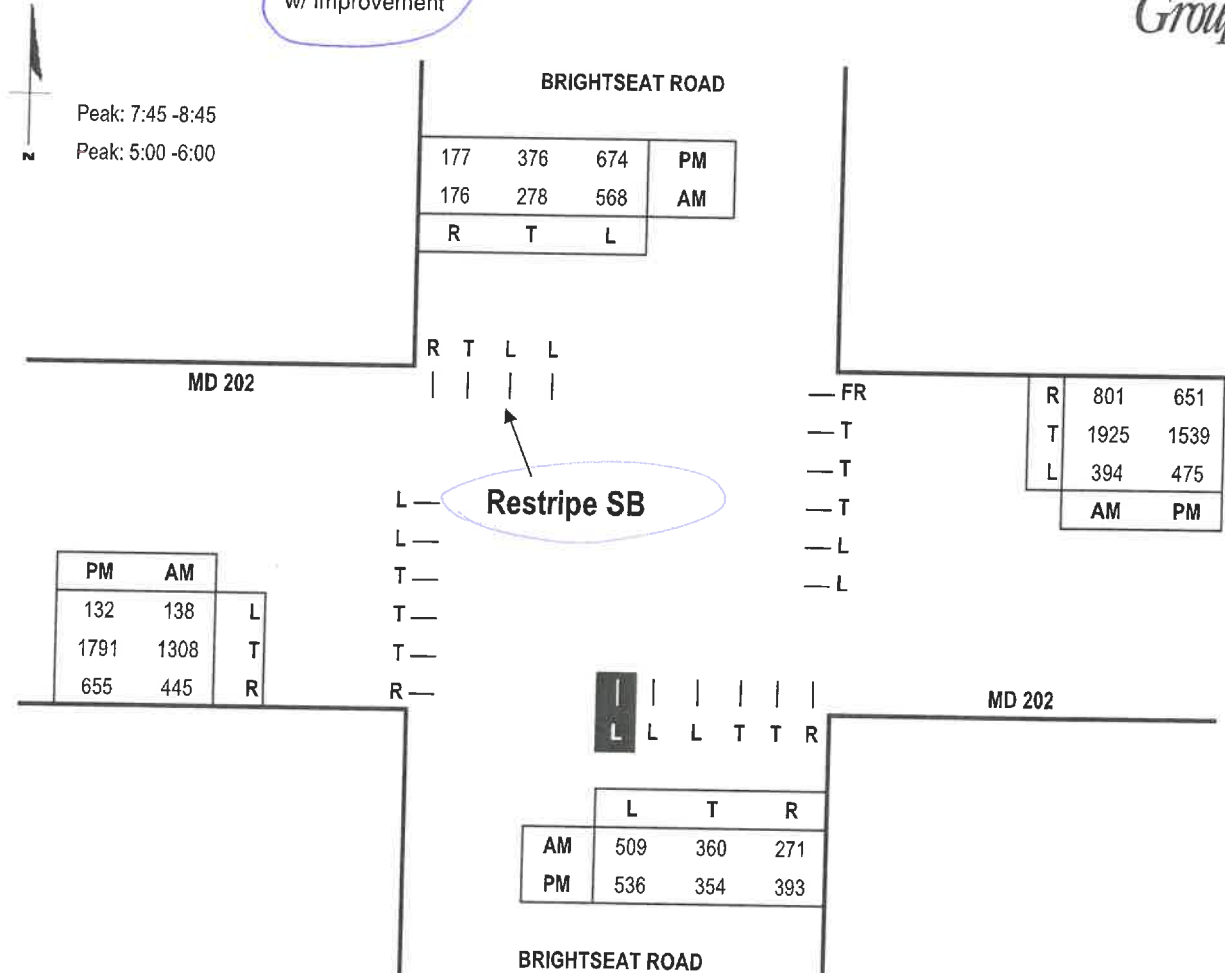 w/ Improvement
Group
N
Peak: 7:45 -8:45
Peak: 5:00 -6:00
BRIGHTSEAT ROAD
177 376 674 PM
176 278 568 AM
R T L
R T L L
MD 202
Restripe SB
FR
T
T
T
L
L
R 801 651
T 1925 1539
L 394 475
AM PM
L
L
T
T
T
R
PM AM
132 138 L
1791 1308 T
655 445 R
L L L T T R
MD 202
L T R
AM 509 360 271
PM 536 354 393
BRIGHTSEAT ROAD